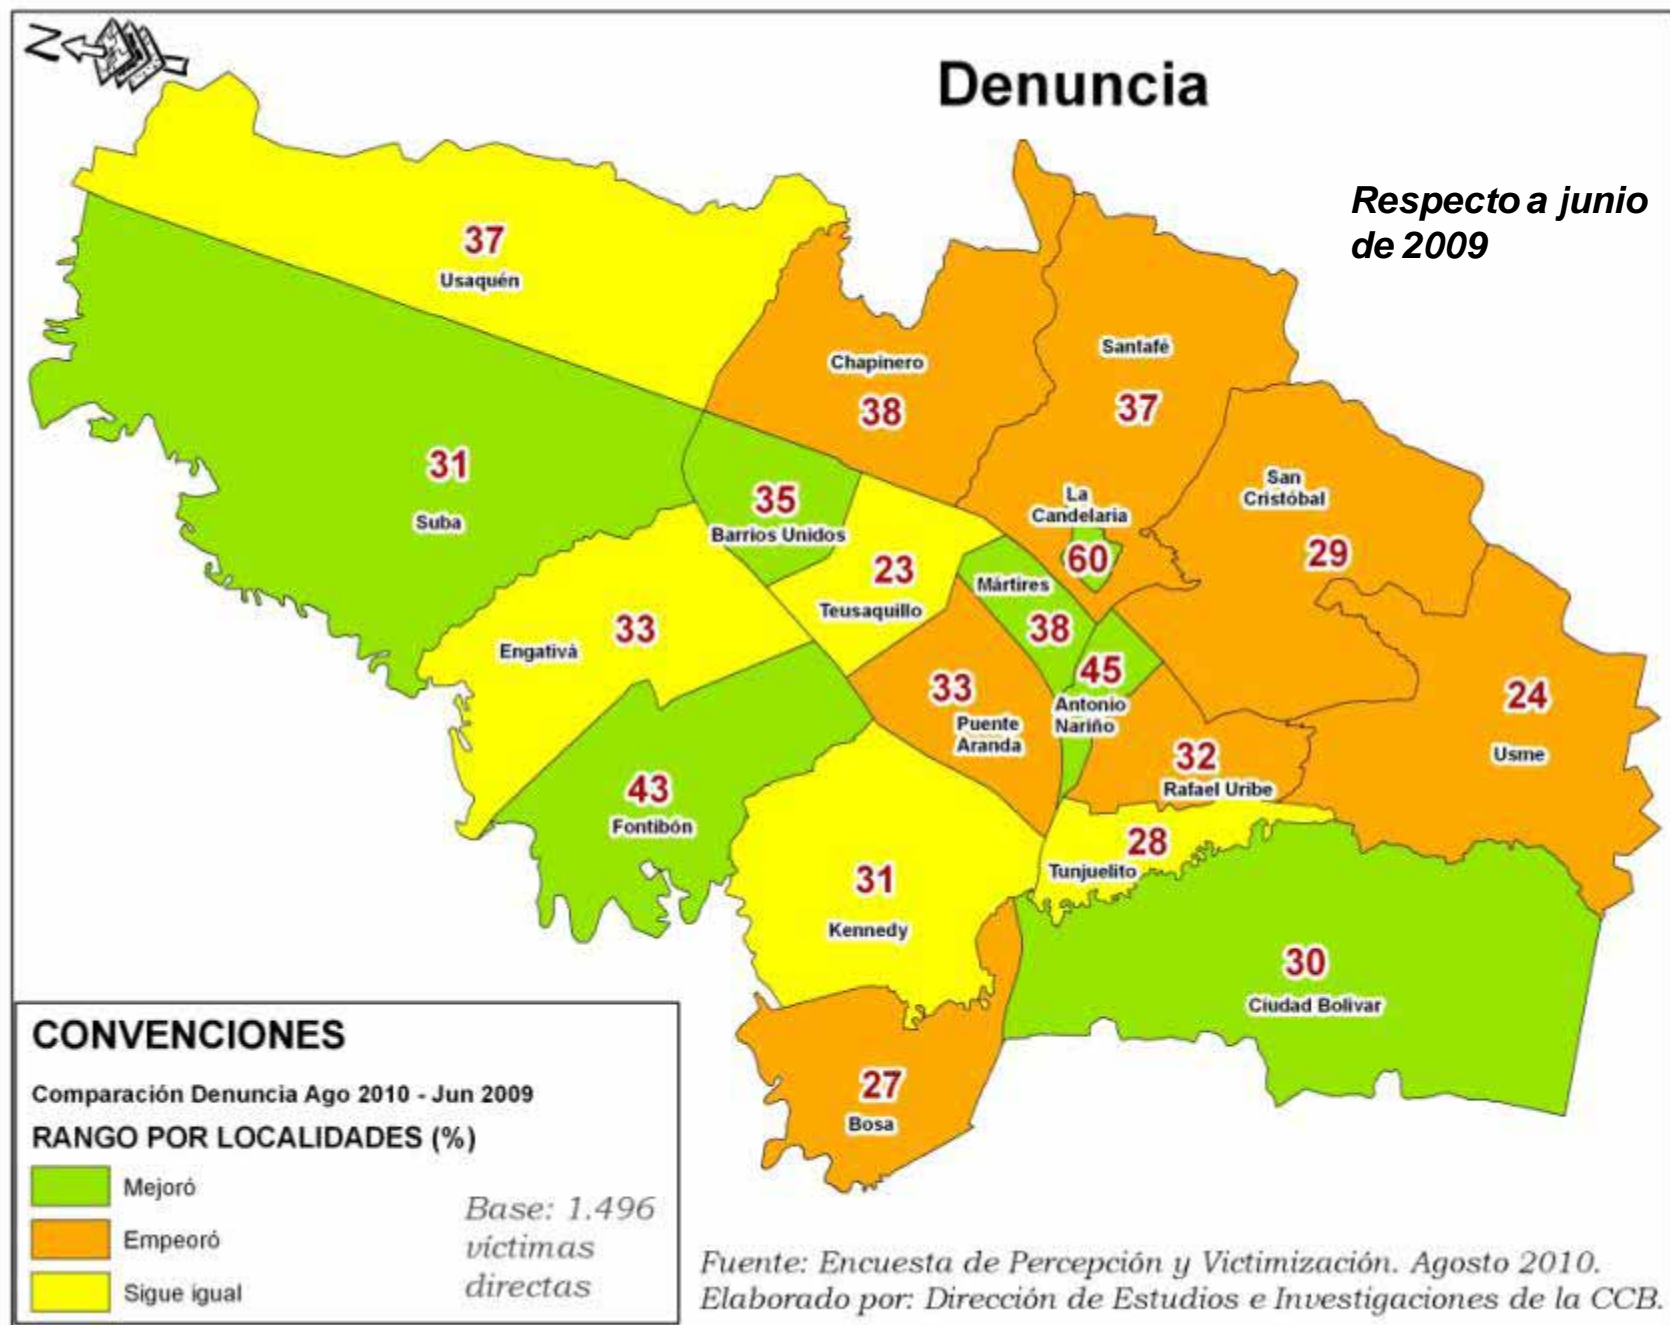 N
Denuncia
Respecto a junio
de 2009
37
Usaquén
Chapinero
38
Santafé
37
31
Suba
35
Barrios Unidos
La
Candelaria
60
San
Cristóbal
29
23
Teusaquillo
Mártires
38
33
Engativá
45
Antonio
Nariño
33
Puente
Aranda
24
Usme
32
Rafael Uribe
43
Fontibón
28
Tunjuelito
31
Kennedy
30
Ciudad Bolivar
27
Bosa
CONVENCIONES
Comparación Denuncia Ago 2010 - Jun 2009
RANGO POR LOCALIDADES (%)
Mejoró
Empeoró
Sigue igual
Base: 1.496
víctimas
directas
Fuente: Encuesta de Percepción y Victimización. Agosto 2010.
Elaborado por: Dirección de Estudios e Investigaciones de la CCB.